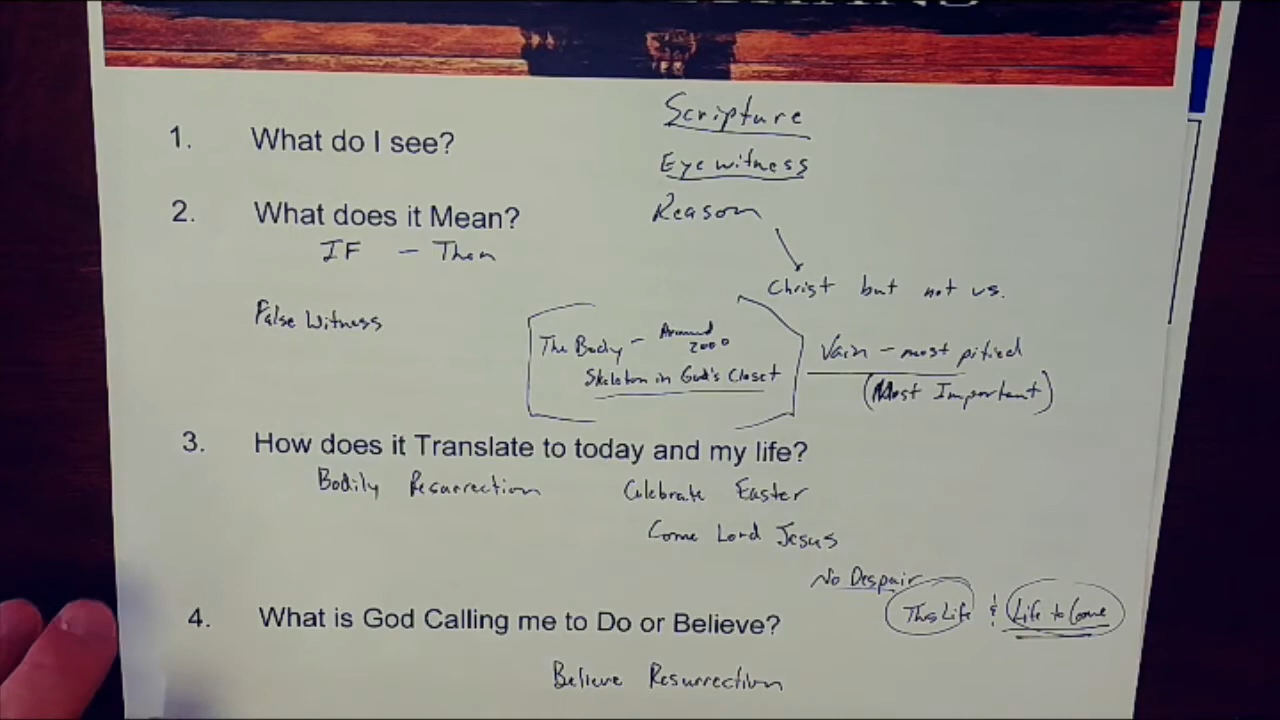 Scripture
1. What do I see?
Eye witness
2. What does it Mean?
Reason
IF - Then
Christ but not us.
False Witness
The Body - Around 2000
Skeleton in God's Closet
Vain - most pitied
(Most Important)
3. How does it Translate to today and my life?
Bodily Resurrection
Celebrate Easter
Come Lord Jesus
No Despair
This Life & Life to Come
4. What is God Calling me to Do or Believe?
Believe Resurrection